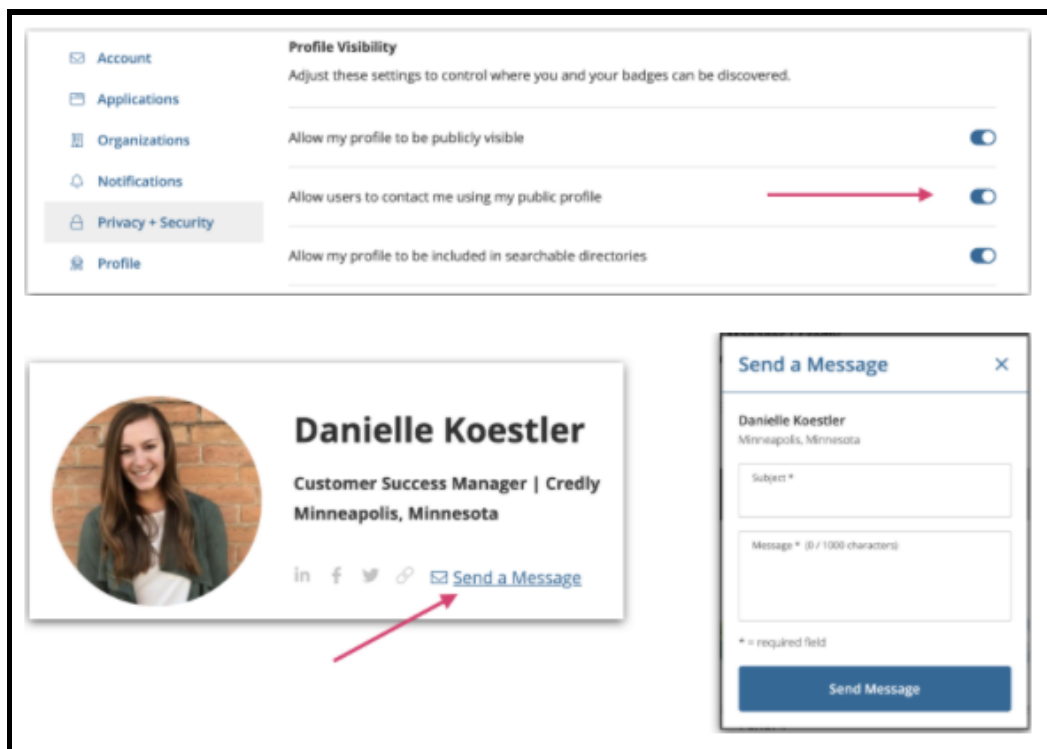 Account
Applications
Organizations
Notifications
Privacy + Security
Profile
Profile Visibility
Adjust these settings to control where you and your badges can be discovered.
Allow my profile to be publicly visible
Allow users to contact me using my public profile
Allow my profile to be included in searchable directories
Danielle Koestler
Customer Success Manager | Credly
Minneapolis, Minnesota
in f Send a Message
Send a Message
Danielle Koestler
Minneapolis, Minnesota
Subject *
Message * (0 / 1000 characters)
* = required field
Send Message